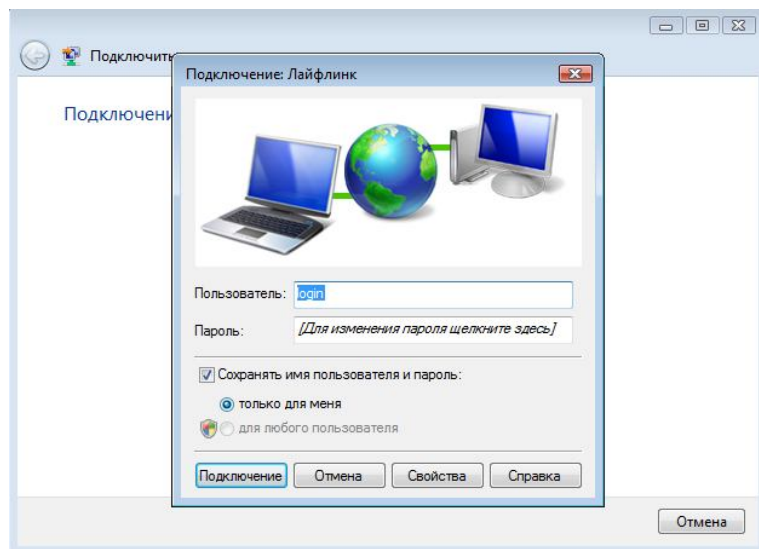 Подключить
Подключение: Лайфлинк
Подключени
Пользователь: login
Пароль: [Для изменения пароля щелкните здесь]
Сохранять имя пользователя и пароль:
только для меня
для любого пользователя
Подключение Отмена Свойства Справка
Отмена